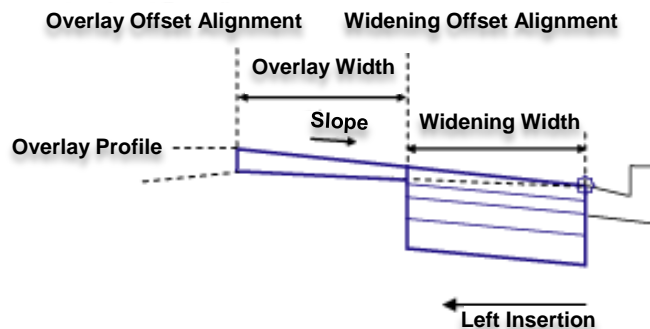 Overlay Offset Alignment Widening Offset Alignment
Overlay Width
Slope
Widening Width
Overlay Profile
Left Insertion